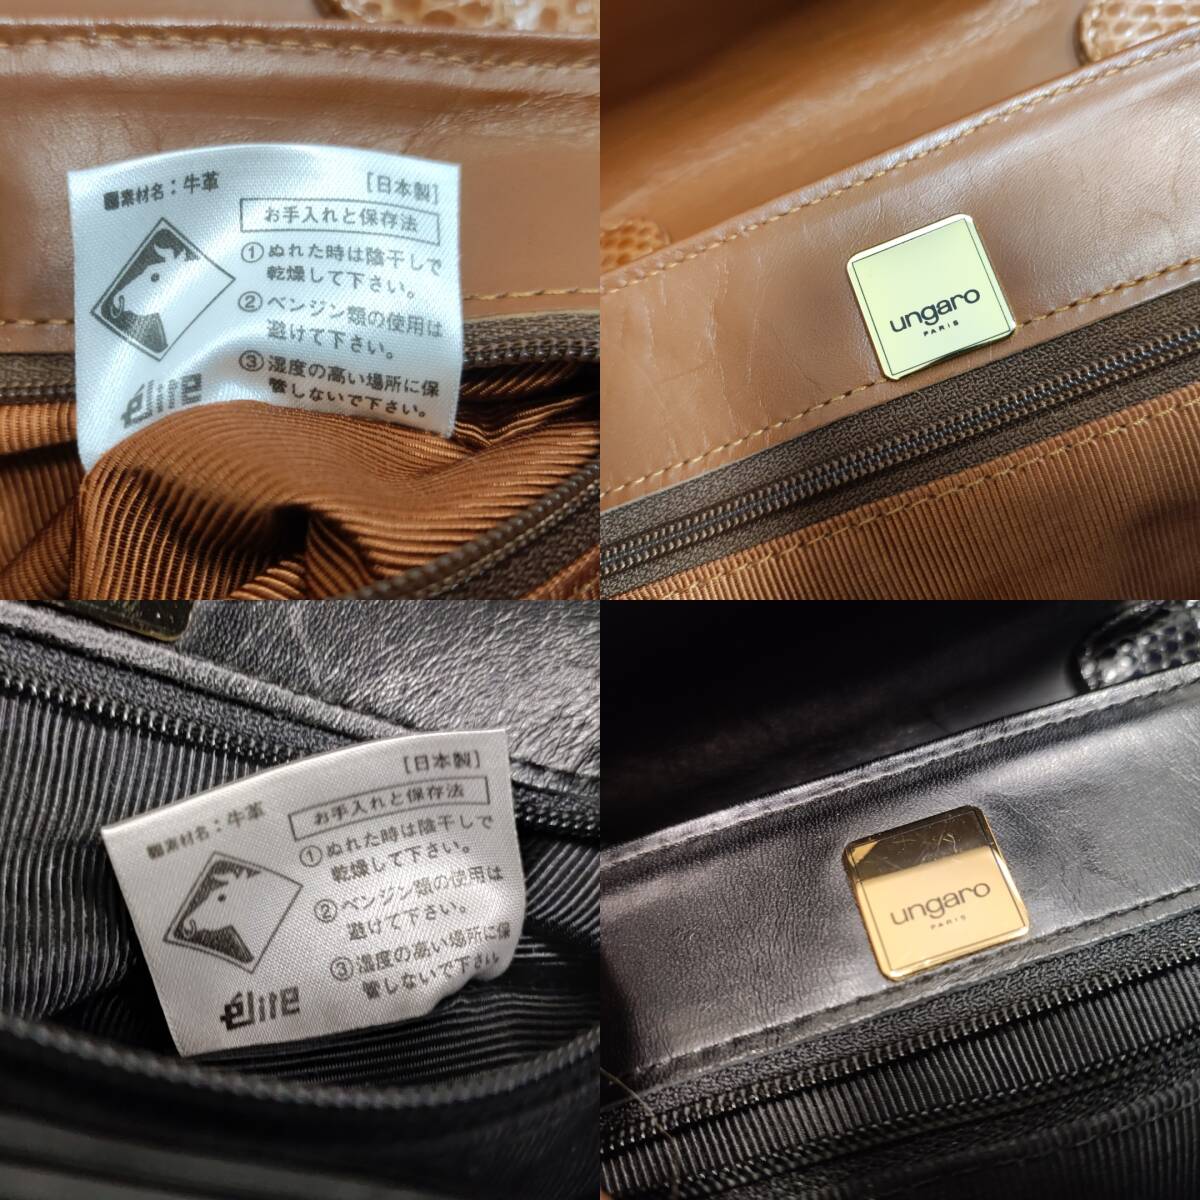 ■素材名：牛革
[日本製]
お手入れと保存法
①ぬれた時は陰干しで
乾燥して下さい。
②ベンジン類の使用は
避けて下さい。
③湿度の高い場所に保
管しないで下さい。
élite
ungaro
PARIS
■素材名：牛革
[日本製]
お手入れと保存法
①ぬれた時は陰干しで
乾燥して下さい。
②ベンジン類の使用は
避けて下さい。
③湿度の高い場所に保
管しないで下さい。
élite
ungaro
PARIS